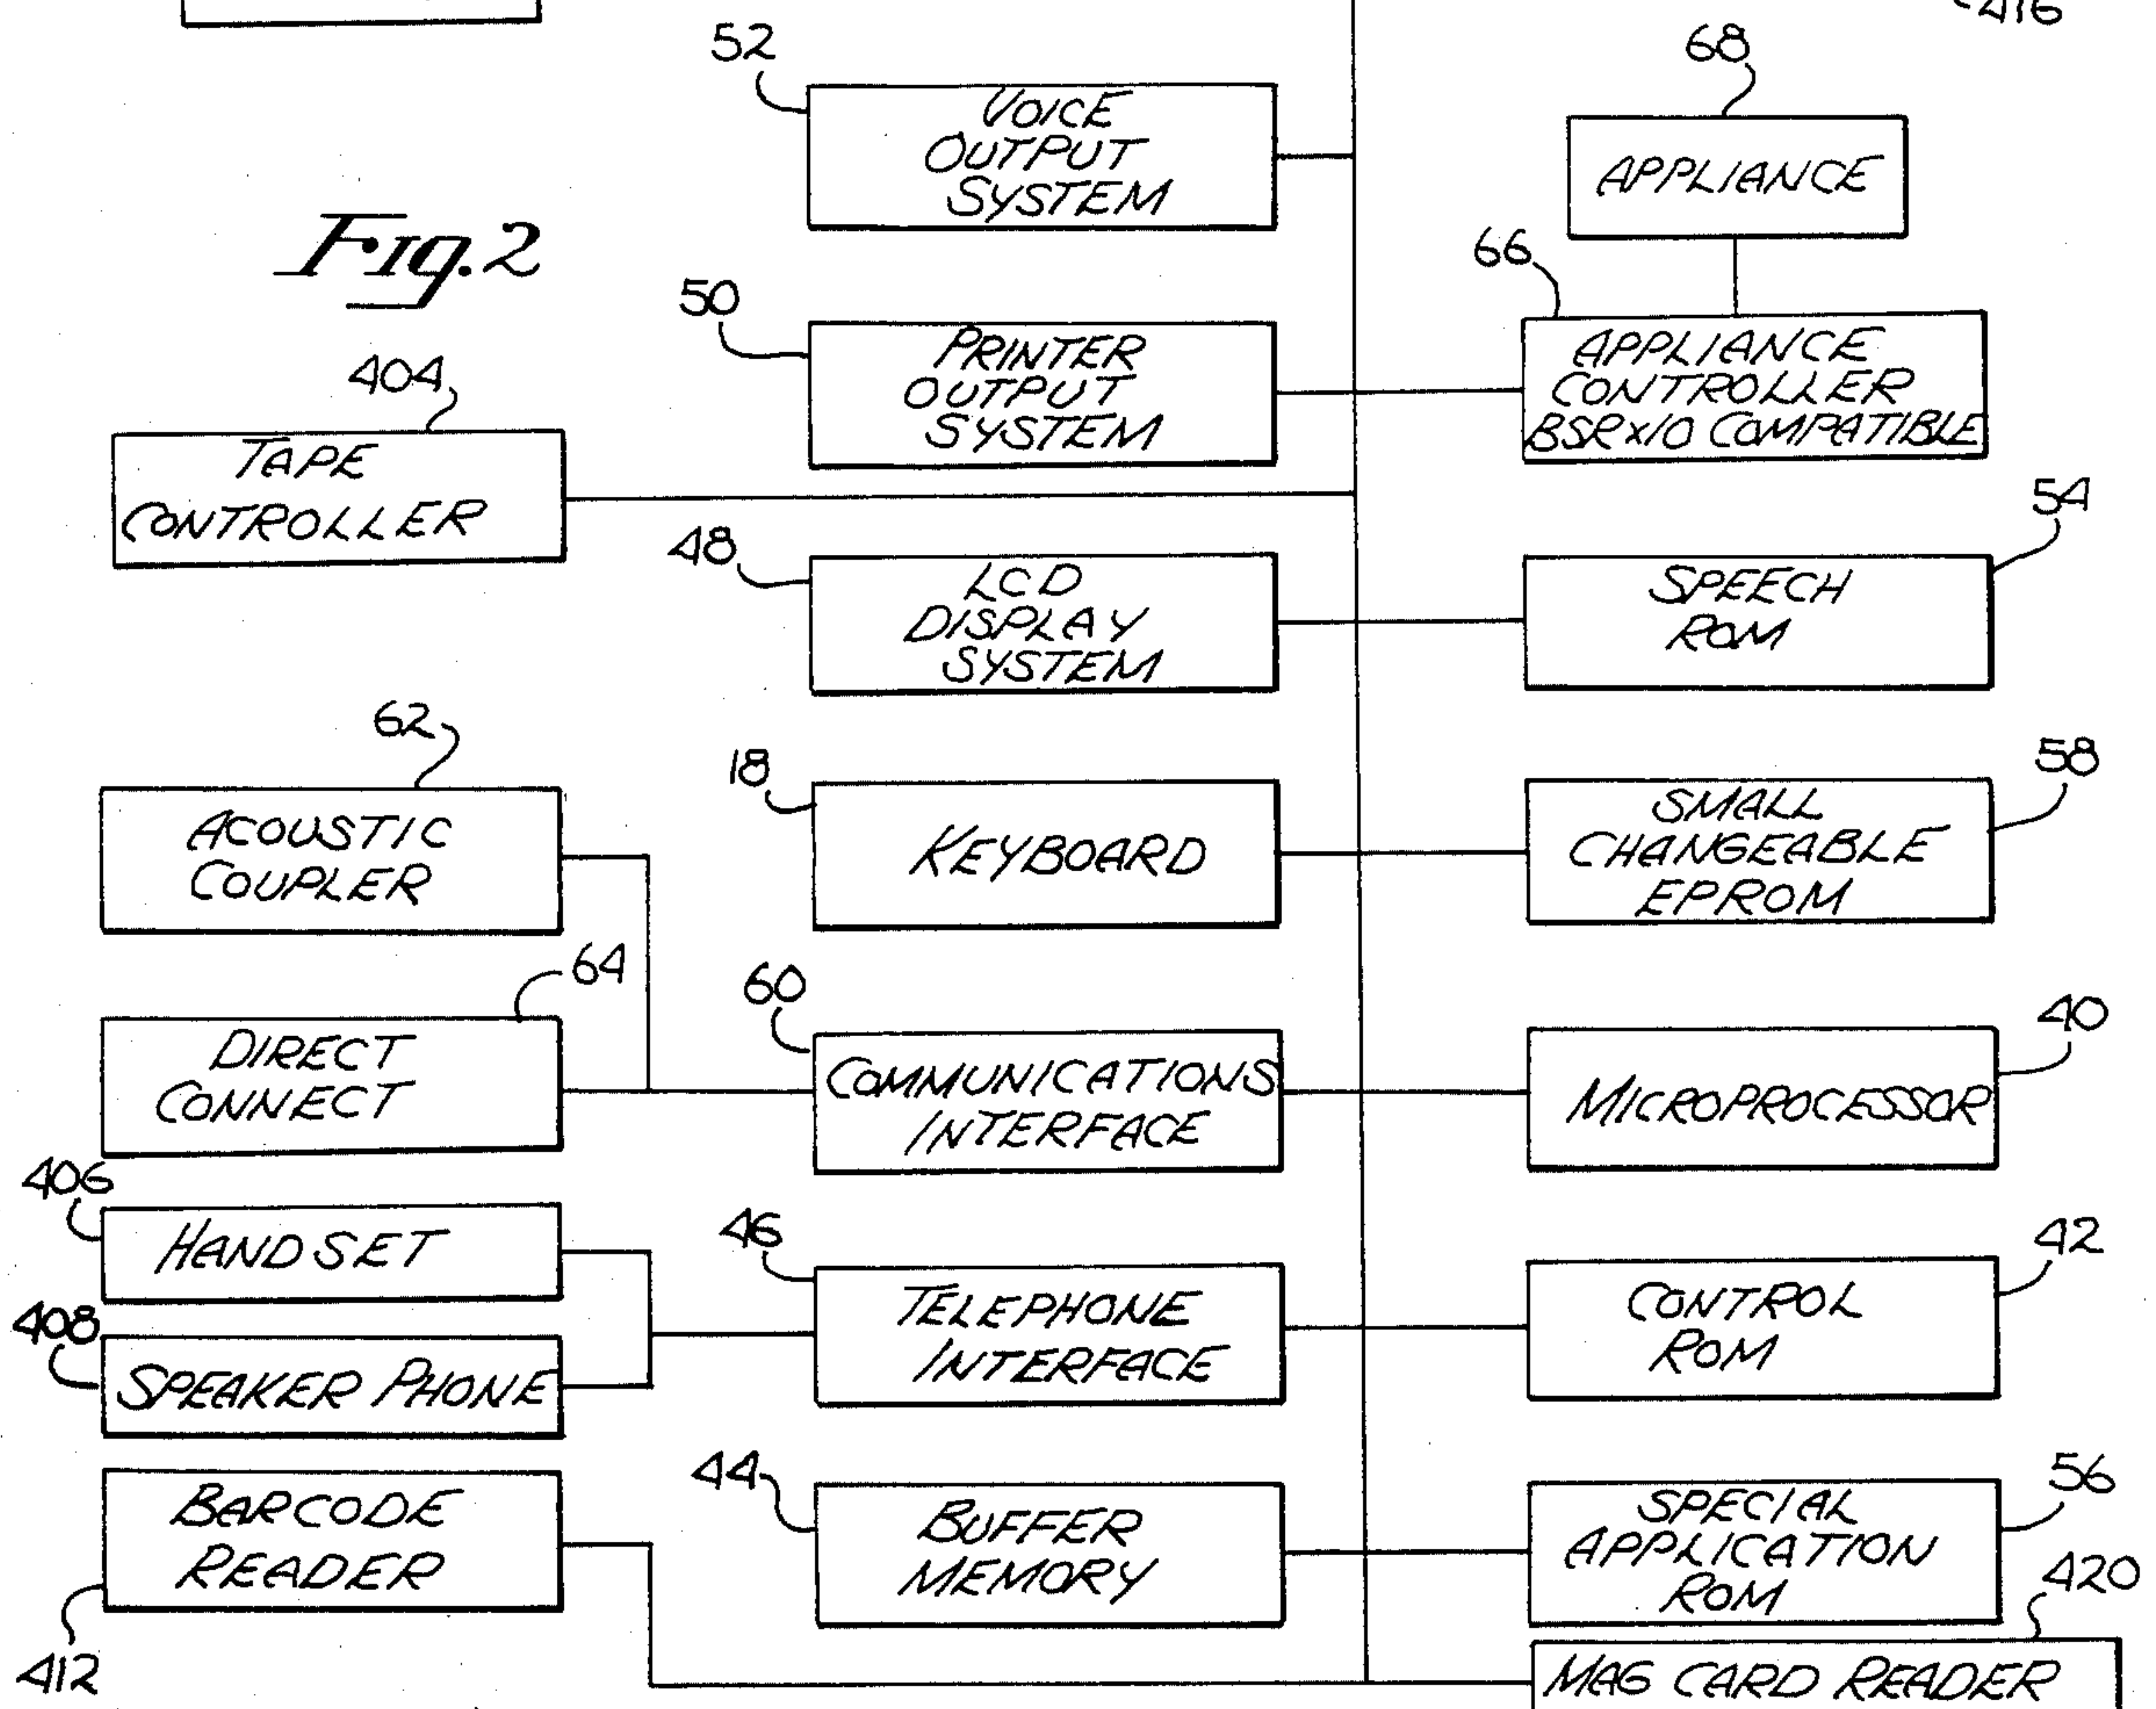 416
52
VOICE
OUTPUT
SYSTEM
68
APPLIANCE
Fig. 2
50
PRINTER
OUTPUT
SYSTEM
66
APPLIANCE
CONTROLLER
BSRx10 COMPATIBLE
404
TAPE
CONTROLLER
48
LCD
DISPLAY
SYSTEM
54
SPEECH
ROM
62
ACOUSTIC
COUPLER
18
KEYBOARD
58
SMALL
CHANGEABLE
EPROM
64
DIRECT
CONNECT
60
COMMUNICATIONS
INTERFACE
40
MICROPROCESSOR
406
HANDSET
46
TELEPHONE
INTERFACE
42
CONTROL
ROM
408
SPEAKER PHONE
BARCODE
READER
412
44
BUFFER
MEMORY
56
SPECIAL
APPLICATION
ROM
420
MAG CARD READER